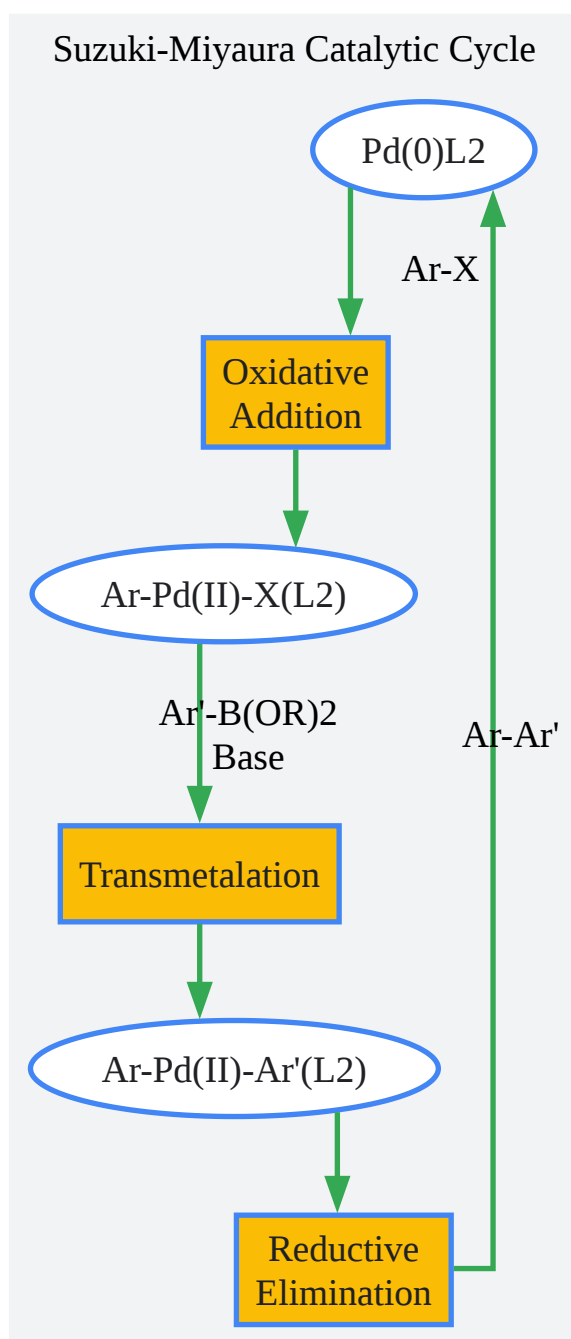 Suzuki-Miyaura Catalytic Cycle
Pd(0)L2
Ar-X
Oxidative
Addition
Ar-Pd(II)-X(L2)
Ar'-B(OR)2
Base
Ar-Ar'
Transmetalation
Ar-Pd(II)-Ar'(L2)
Reductive
Elimination